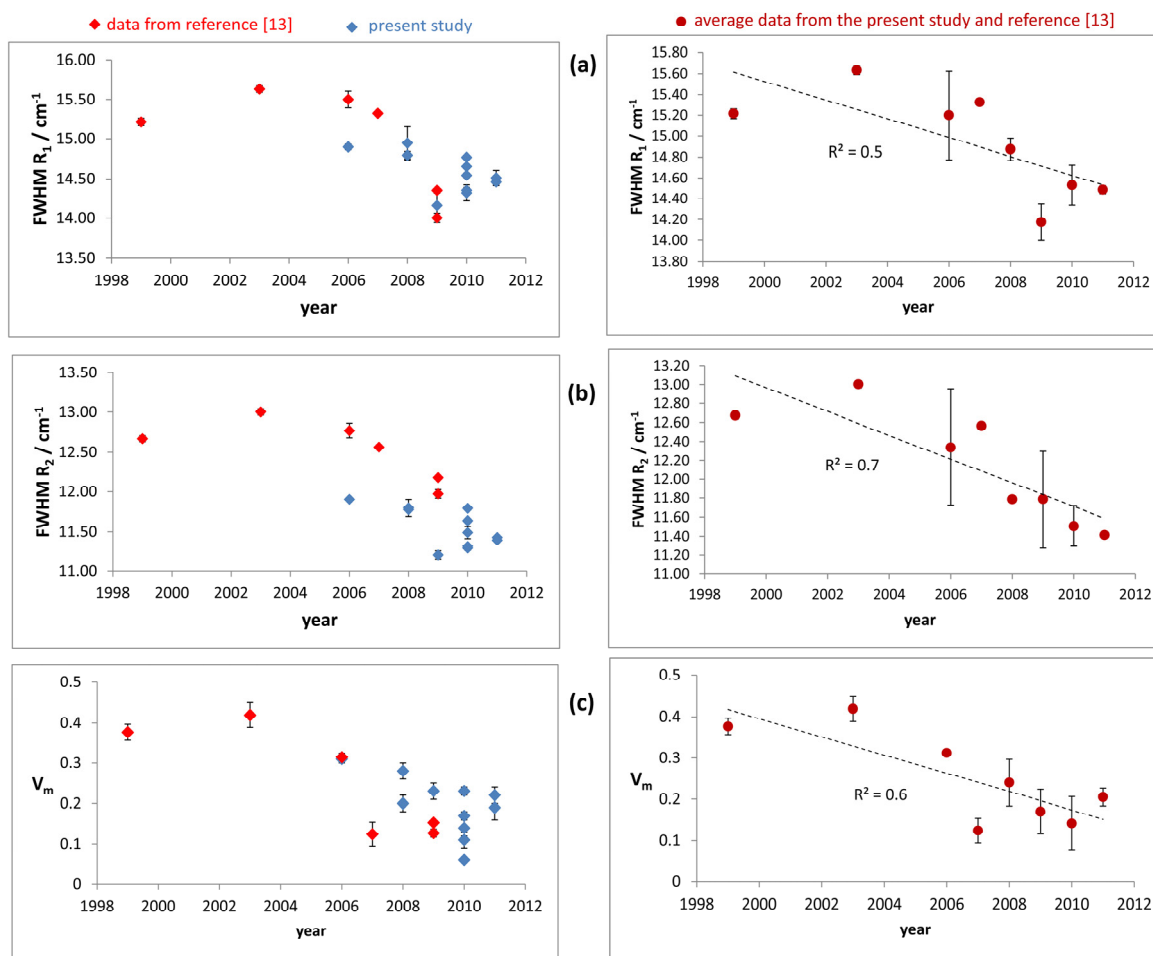 data from reference [13]
present study
average data from the present study and reference [13]
(a)
16.00
15.50
15.00
14.50
14.00
13.50
FWHM R₁ / cm⁻¹
1998 2000 2002 2004 2006 2008 2010 2012
year
15.80
15.60
15.40
15.20
15.00
14.80
14.60
14.40
14.20
14.00
13.80
FWHM R₁ / cm⁻¹
R² = 0.5
1998 2000 2002 2004 2006 2008 2010 2012
year
(b)
13.50
13.00
12.50
12.00
11.50
11.00
FWHM R₂ / cm⁻¹
1998 2000 2002 2004 2006 2008 2010 2012
year
13.20
13.00
12.80
12.60
12.40
12.20
12.00
11.80
11.60
11.40
11.20
11.00
FWHM R₂ / cm⁻¹
R² = 0.7
1998 2000 2002 2004 2006 2008 2010 2012
year
(c)
0.5
0.4
0.3
0.2
0.1
0
Vₘ
1998 2000 2002 2004 2006 2008 2010 2012
year
0.5
0.4
0.3
0.2
0.1
0
Vₘ
R² = 0.6
1998 2000 2002 2004 2006 2008 2010 2012
year